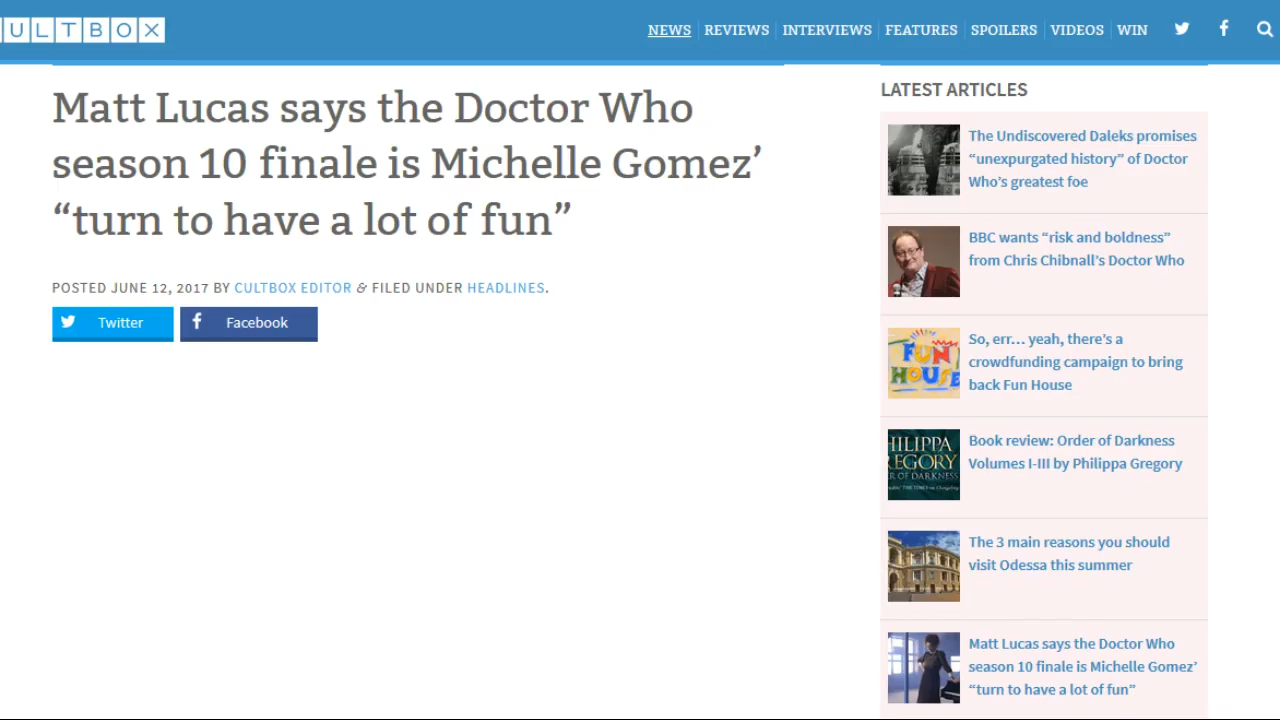 ULTBOX
NEWS REVIEWS INTERVIEWS FEATURES SPOILERS VIDEOS WIN
Matt Lucas says the Doctor Who
season 10 finale is Michelle Gomez’
“turn to have a lot of fun”
POSTED JUNE 12, 2017 BY CULTBOX EDITOR & FILED UNDER HEADLINES.
Twitter Facebook
LATEST ARTICLES
The Undiscovered Daleks promises
“unexpurgated history” of Doctor
Who’s greatest foe
BBC wants “risk and boldness”
from Chris Chibnall’s Doctor Who
FUN
HOUSE
So, err… yeah, there’s a
crowdfunding campaign to bring
back Fun House
HILIPPA
REGORY
R OF DARKNESS
Book review: Order of Darkness
Volumes I-III by Philippa Gregory
The 3 main reasons you should
visit Odessa this summer
Matt Lucas says the Doctor Who
season 10 finale is Michelle Gomez’
“turn to have a lot of fun”